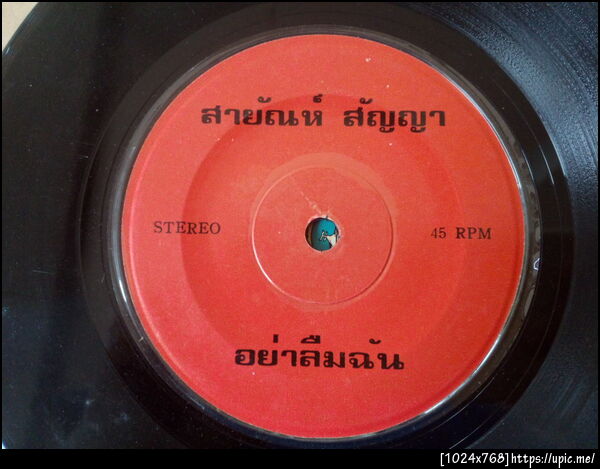 สายัณห์ สัญญา
STEREO
45 RPM
อย่าลืมฉัน
[1024x768]https://upic.me/